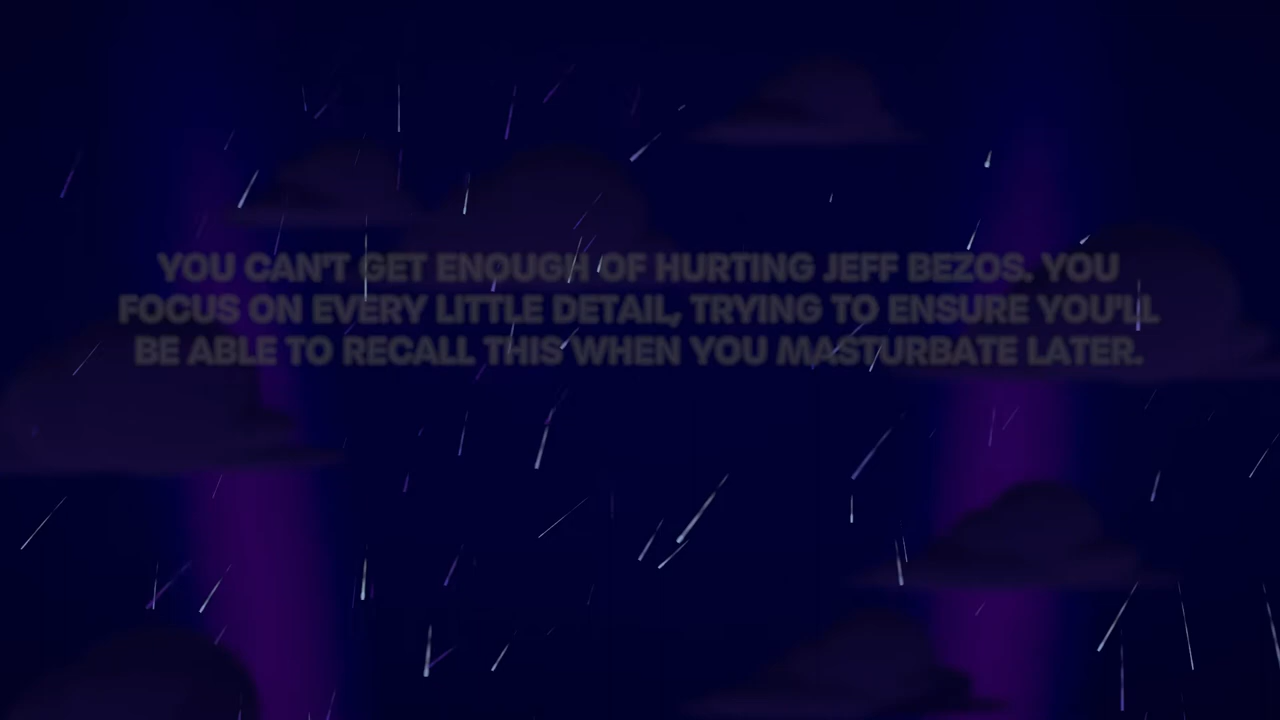 YOU CAN'T GET ENOUGH OF HURTING JEFF BEZOS. YOU
FOCUS ON EVERY LITTLE DETAIL, TRYING TO ENSURE YOU'LL
BE ABLE TO RECALL THIS WHEN YOU MASTURBATE LATER.